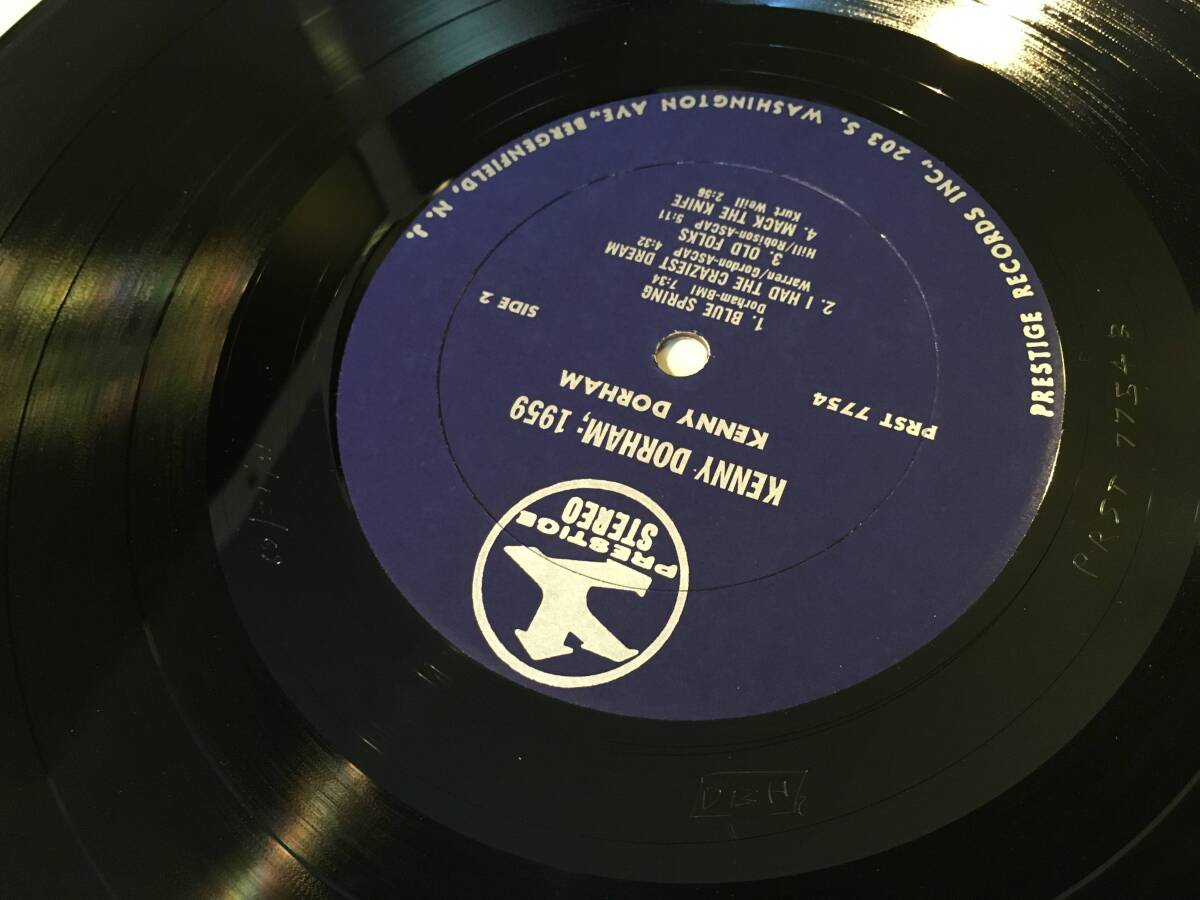 PRESTIGE
STEREO
KENNY DORHAM: 1959
KENNY DORHAM
PRST 7754
SIDE 2
1. BLUE SPRING
Dorham-BMI 7:34
2. I HAD THE CRAZIEST DREAM
Warren/Gordon-ASCAP 4:32
3. OLD FOLKS
Hill/Robison-ASCAP 5:11
4. MACK THE KNIFE
Kurt Weill 2:56
PRESTIGE RECORDS INC., 203 S. WASHINGTON AVE., BERGENFIELD, N. J.
PRST 7754 B